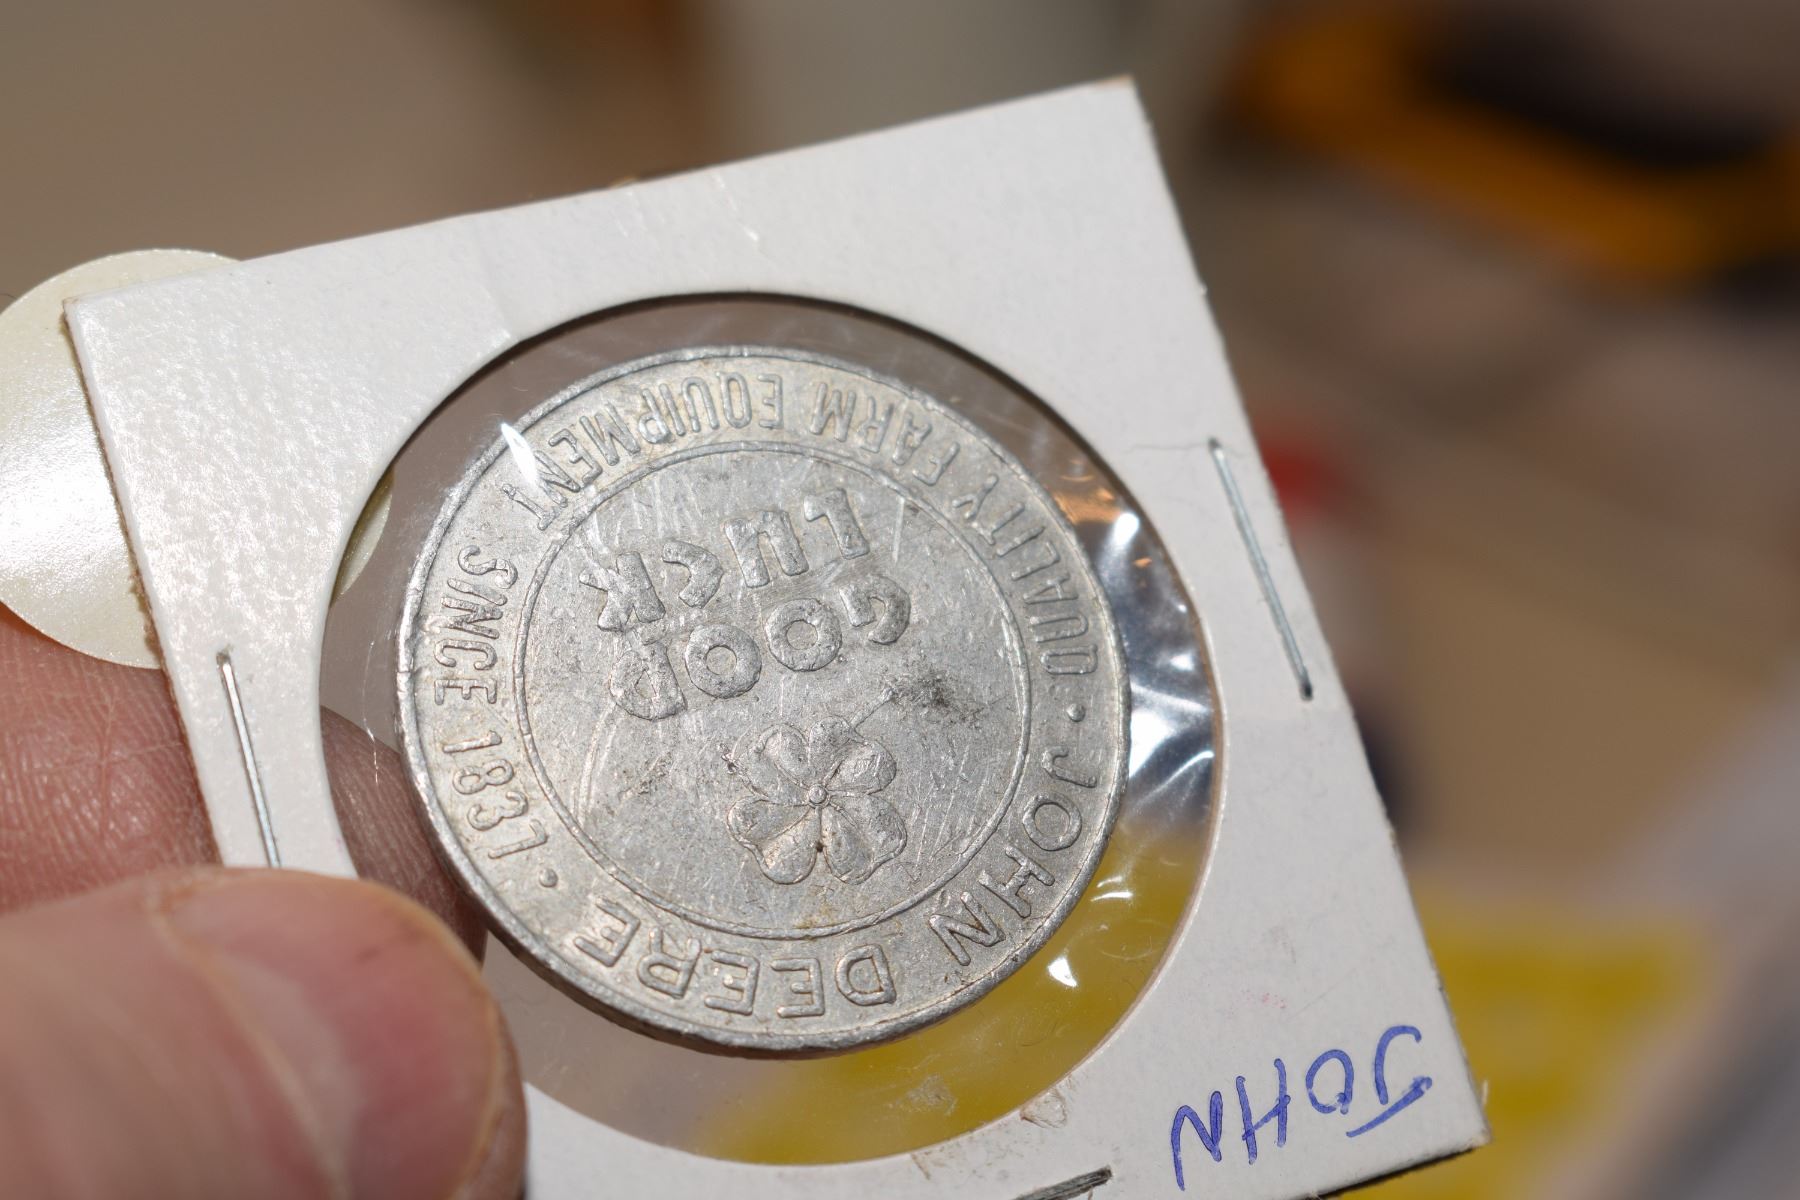 JOHN DEERE
• QUALITY FARM EQUIPMENT SINCE 1837 •
GOOD
LUCK
JOHN